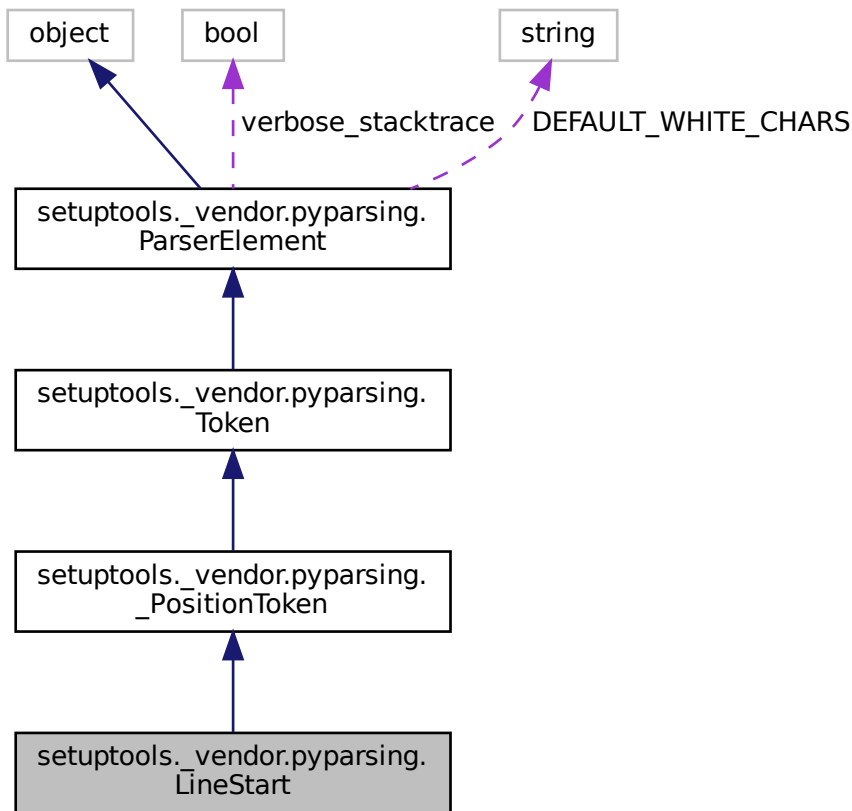 object
bool
string
verbose_stacktrace
DEFAULT_WHITE_CHARS
setuptools._vendor.pyparsing.
ParserElement
setuptools._vendor.pyparsing.
Token
setuptools._vendor.pyparsing.
_PositionToken
setuptools._vendor.pyparsing.
LineStart